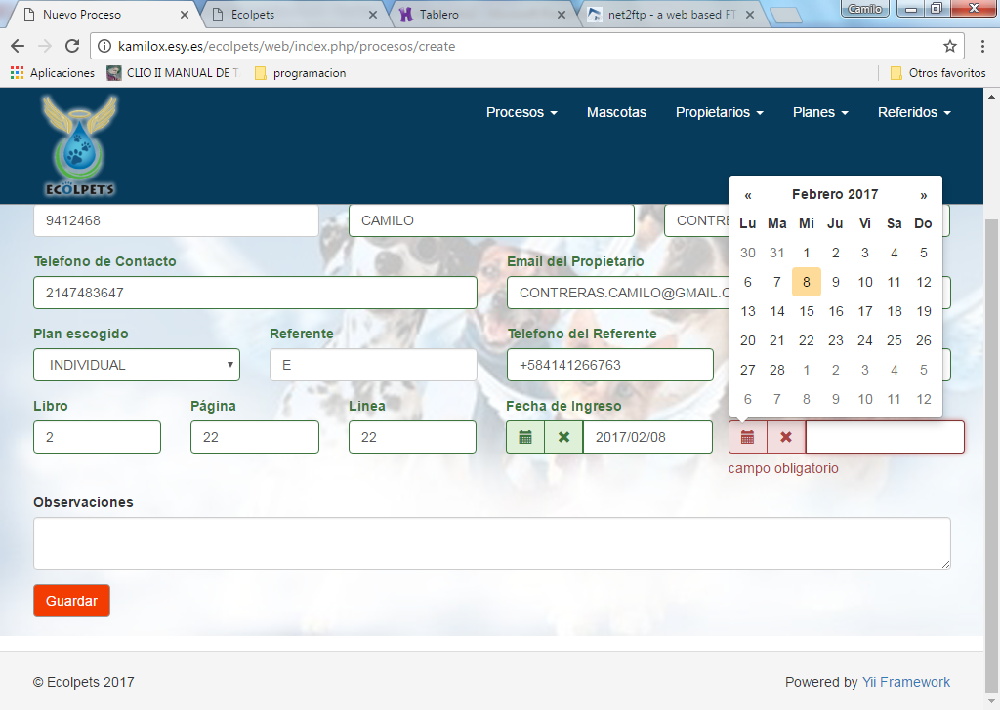 Nuevo Proceso
Ecolpets
Tablero
net2ftp - a web based FT
Camilo
kamilox.esy.es/ecolpets/web/index.php/procesos/create
Aplicaciones
CLIO II MANUAL DE T
programacion
Otros favoritos
ECOLPETS
Procesos
Mascotas
Propietarios
Planes
Referidos
9412468
CAMILO
CONTRE
« Febrero 2017 »
Lu Ma Mi Ju Vi Sa Do
30 31 1 2 3 4 5
6 7 8 9 10 11 12
13 14 15 16 17 18 19
20 21 22 23 24 25 26
27 28 1 2 3 4 5
6 7 8 9 10 11 12
Telefono de Contacto
Email del Propietario
2147483647
CONTRERAS.CAMILO@GMAIL.C
Plan escogido
Referente
Telefono del Referente
INDIVIDUAL
E
+584141266763
Libro
Página
Linea
Fecha de Ingreso
2
22
22
2017/02/08
campo obligatorio
Observaciones
Guardar
© Ecolpets 2017
Powered by Yii Framework